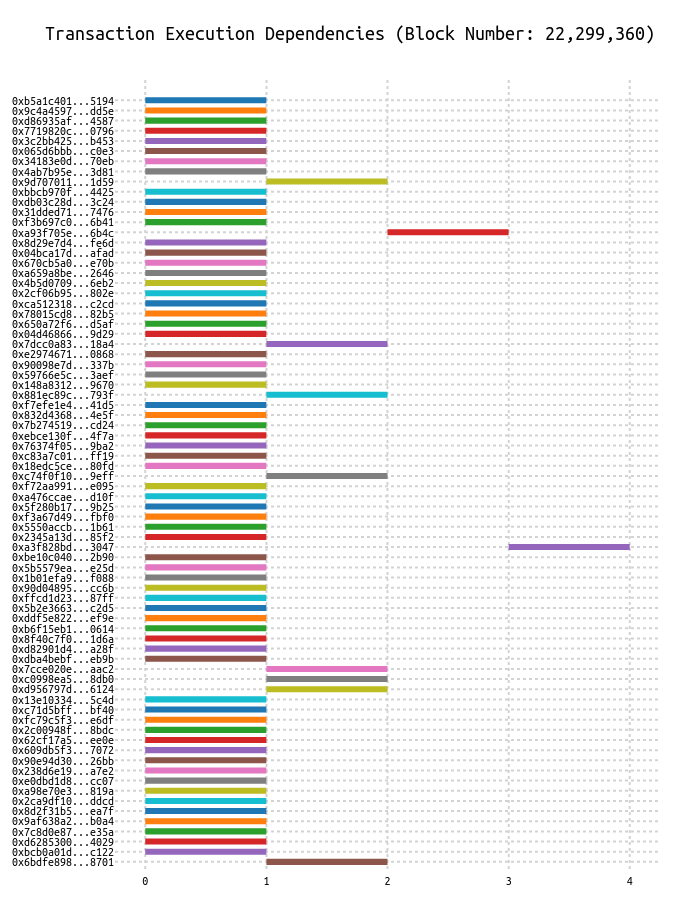 Transaction Execution Dependencies (Block Number: 22,299,360)
0xb5a1c401...5194
0x9c4a4597...dd5e
0xd86935af...4587
0x7719820c...0796
0x3c2bb425...b453
0x065d6bbb...c0e3
0x34183e0d...70eb
0x4ab7b95e...3d81
0x9d707011...1d59
0xbbcb970f...4425
0xdb03c28d...3c24
0x31dded71...7476
0xf3b697c0...6b41
0xa93f705e...6b4c
0x8d29e7d4...fe6d
0x04bca17d...afad
0x670cb5a0...e70b
0xa659a8be...2646
0x4b5d0709...6eb2
0x2cf06b95...802e
0xca512318...c2cd
0x78015cd8...82b5
0x650a72f6...d5af
0x04d46866...9d29
0x7dcc0a83...18a4
0xe2974671...0868
0x90098e7d...337b
0x59766e5c...3aef
0x148a8312...9670
0x881ec89c...793f
0xf7efe1e4...41d5
0x832d4368...4e5f
0x7b274519...cd24
0xebce130f...4f7a
0x76374f05...9ba2
0xc83a7c01...ff19
0x18edc5ce...80fd
0xc74f0f10...9eff
0xf72aa991...e095
0xa476ccae...d10f
0x5f280b17...9b25
0xf3a67d49...fbf0
0x5550accb...1b61
0x2345a13d...85f2
0xa3f828bd...3047
0xbe10c040...2b90
0x5b5579ea...e25d
0x1b01efa9...f088
0x90d04895...cc6b
0xffcd1d23...87ff
0x5b2e3663...c2d5
0xddf5e822...ef9e
0xb6f15eb1...0614
0x8f40c7f0...1d6a
0xd82901d4...a28f
0xdba4bebf...eb9b
0x7cce020e...aac2
0xc0998ea5...8db0
0xd956797d...6124
0x13e10334...5c4d
0xc71d5bff...bf40
0xfc79c5f3...e6df
0x2c00948f...8bdc
0x62cf17a5...ee0e
0x609db5f3...7072
0x90e94d30...26bb
0x238d6e19...a7e2
0xe0dbd1d8...cc07
0xa98e70e3...819a
0x2ca9df10...ddcd
0x8d2f31b5...ea7f
0x9af638a2...b0a4
0x7c8d0e87...e35a
0xd6285300...4029
0xbcb0a01d...c122
0x6bdfe898...8701
0 1 2 3 4